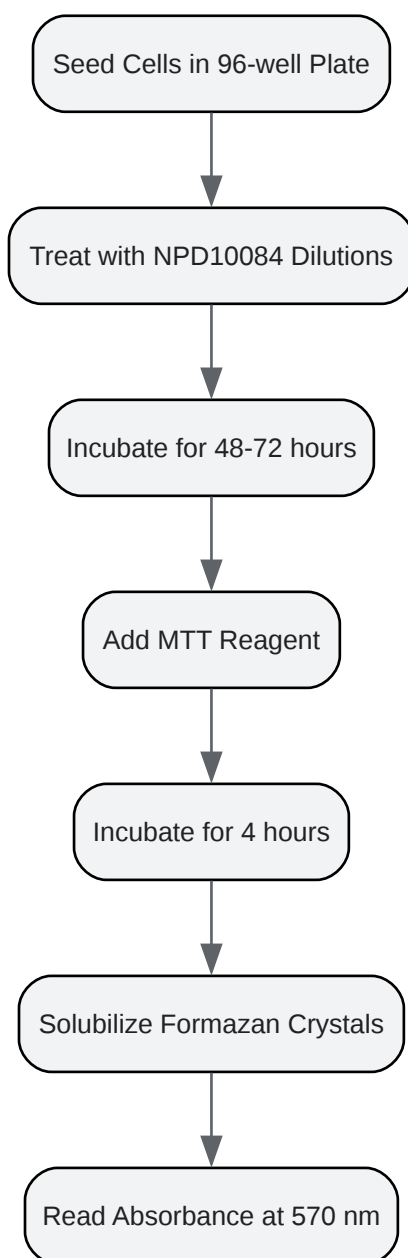 Seed Cells in 96-well Plate
Treat with NPD10084 Dilutions
Incubate for 48-72 hours
Add MTT Reagent
Incubate for 4 hours
Solubilize Formazan Crystals
Read Absorbance at 570 nm